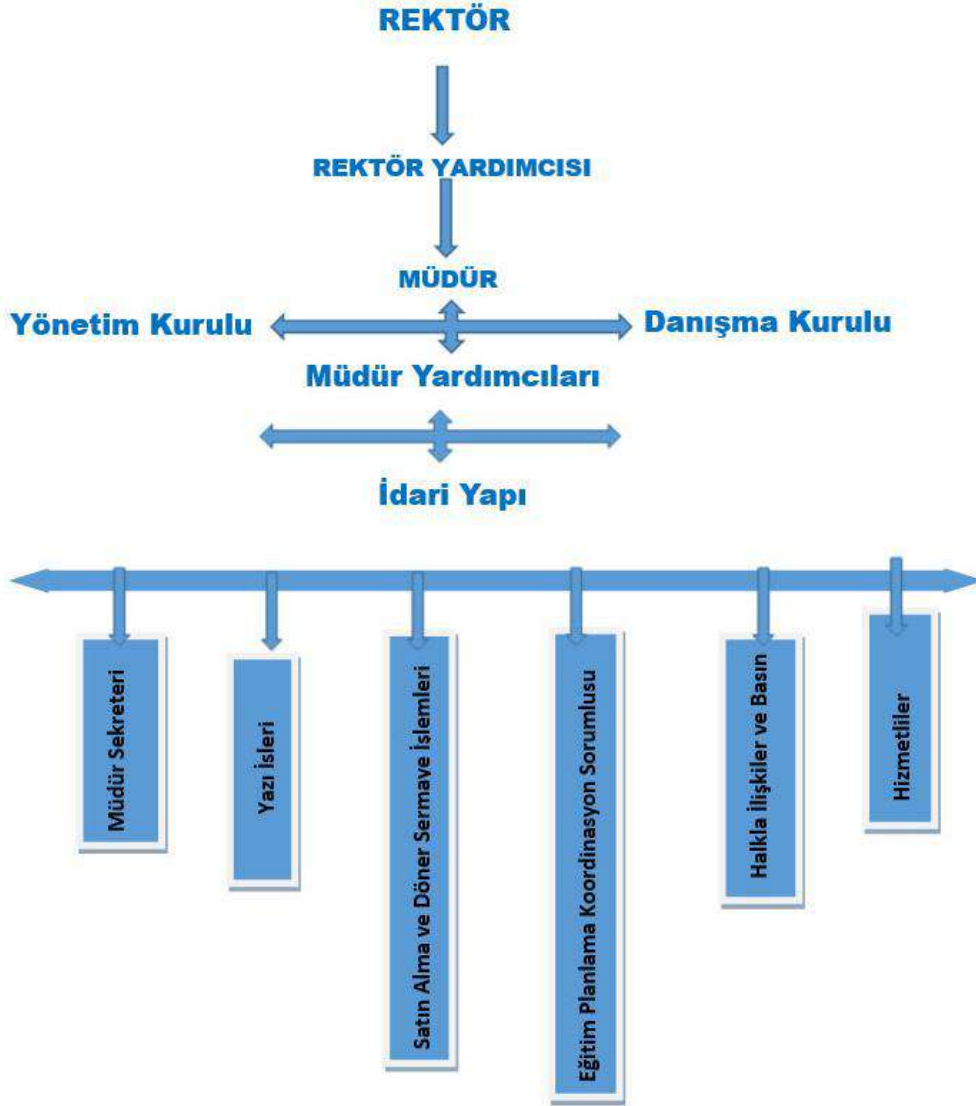 REKTÖR
REKTÖR YARDIMCISI
MÜDÜR
Yönetim Kurulu
Danışma Kurulu
Müdür Yardımcıları
İdari Yapı
Müdür Sekreteri
Yazı İsleri
Satın Alma ve Döner Sermaye İşlemleri
Eğitim Planlama Koordinasyon Sorumlusu
Halkla İlişkiler ve Basın
Hizmetliler